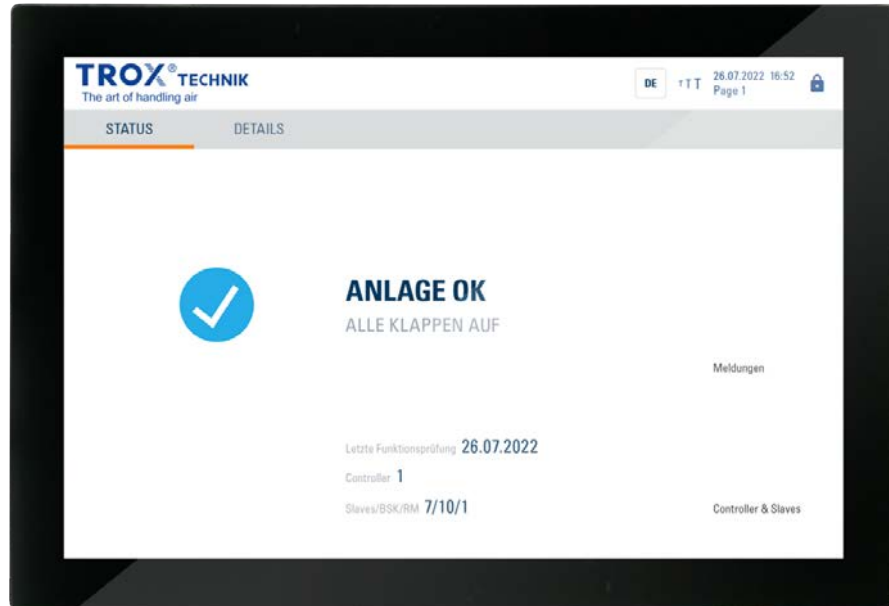 TROX® TECHNIK
The art of handling air
DE TTT 26.07.2022 16:52
Page 1
STATUS DETAILS
ANLAGE OK
ALLE KLAPPEN AUF
Meldungen
Letzte Funktionsprüfung 26.07.2022
Controller 1
Slaves/BSK/RM 7/10/1
Controller & Slaves